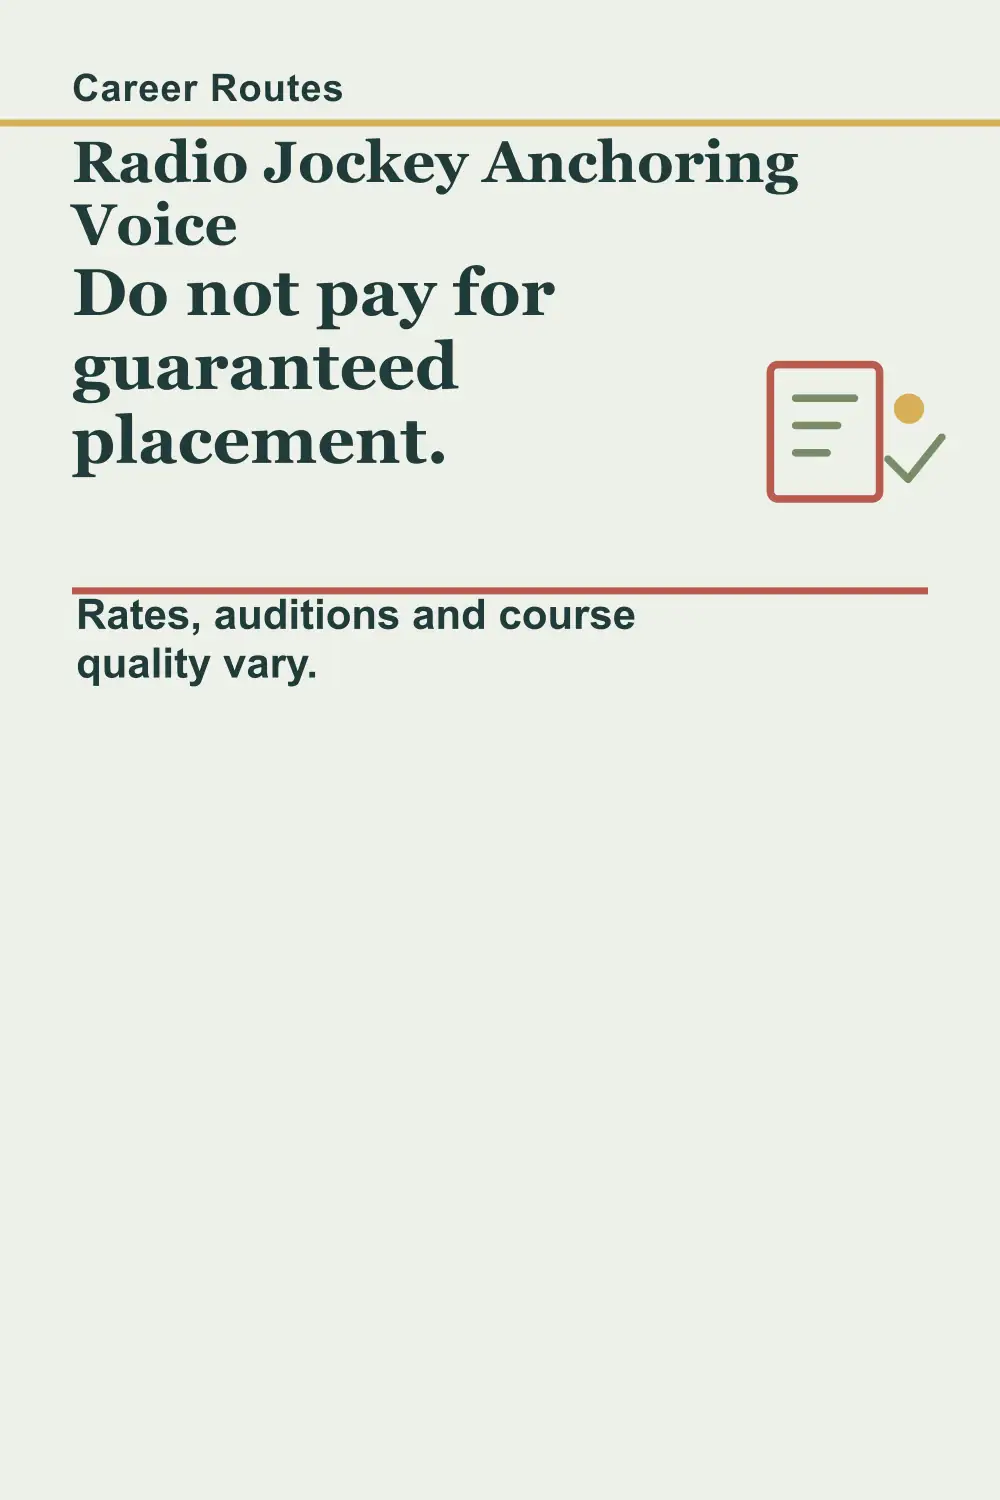 Career Routes
Radio Jockey Anchoring
Voice
Do not pay for
guaranteed
placement.
Rates, auditions and course
quality vary.